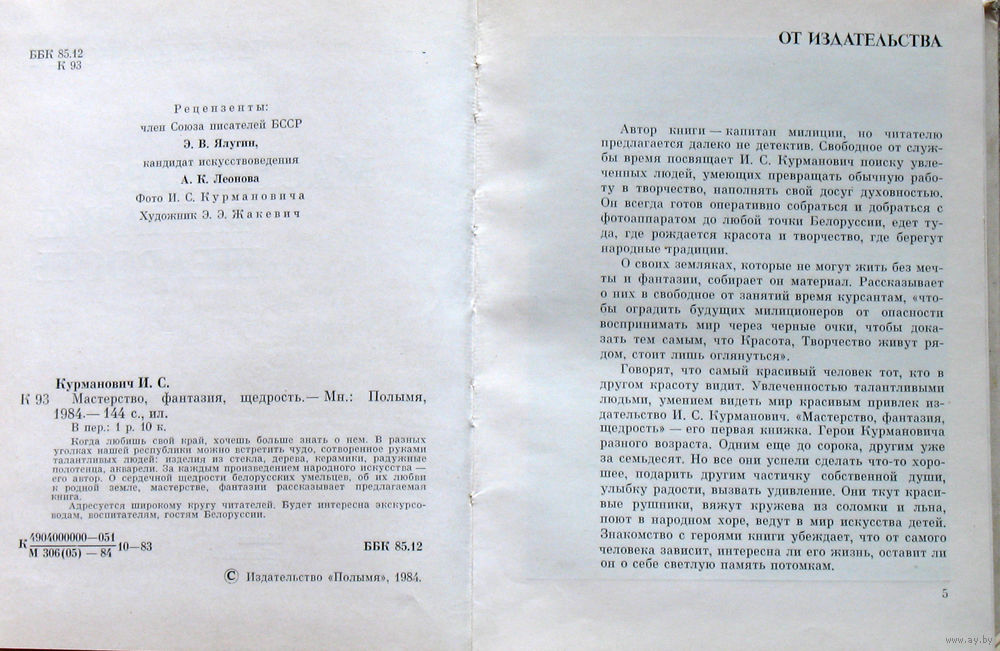 ББК 85.12
К 93
Рецензенты:
член Союза писателей БССР
Э. В. Ялугин,
кандидат искусствоведения
А. К. Леонова
Фото И. С. Курмановича
Художник Э. Э. Жакевич
Курманович И. С.
К 93 Мастерство, фантазия, щедрость.— Мн.: Полымя,
1984.— 144 с., ил.
В пер.: 1 р. 10 к.
Когда любишь свой край, хочешь больше знать о нем. В разных
уголках нашей республики можно встретить чудо, сотворенное руками
талантливых людей: изделия из стекла, дерева, керамики, радужные
полотенца, акварели. За каждым произведением народного искусства —
его автор. О сердечной щедрости белорусских умельцев, об их любви
к родной земле, мастерстве, фантазии рассказывает предлагаемая
книга.
Адресуется широкому кругу читателей. Будет интересна экскурсо-
водам, воспитателям, гостям Белоруссии.
К 4904000000—051
М 306(05) — 84 10—83 ББК 85.12
© Издательство «Полымя», 1984.
ОТ ИЗДАТЕЛЬСТВА
Автор книги — капитан милиции, но читателю
предлагается далеко не детектив. Свободное от служ-
бы время посвящает И. С. Курманович поиску увле-
ченных людей, умеющих превращать обычную рабо-
ту в творчество, наполнять свой досуг духовностью.
Он всегда готов оперативно собраться и добраться с
фотоаппаратом до любой точки Белоруссии, едет ту-
да, где рождается красота и творчество, где берегут
народные традиции.
О своих земляках, которые не могут жить без меч-
ты и фантазии, собирает он материал. Рассказывает
о них в свободное от занятий время курсантам, «что-
бы оградить будущих милиционеров от опасности
воспринимать мир через черные очки, чтобы дока-
зать тем самым, что Красота, Творчество живут ря-
дом, стоит лишь оглянуться».
Говорят, что самый красивый человек тот, кто в
другом красоту видит. Увлеченностью талантливыми
людьми, умением видеть мир красивым привлек из-
дательство И. С. Курманович. «Мастерство, фантазия,
щедрость» — его первая книжка. Герои Курмановича
разного возраста. Одним еще до сорока, другим уже
за семьдесят. Но все они успели сделать что-то хоро-
шее, подарить другим частичку собственной души,
улыбку радости, вызвать удивление. Они ткут краси-
вые рушники, вяжут кружева из соломки и льна,
поют в народном хоре, ведут в мир искусства детей.
Знакомство с героями книги убеждает, что от самого
человека зависит, интересна ли его жизнь, оставит ли
он о себе светлую память потомкам.
5
www.ay.by